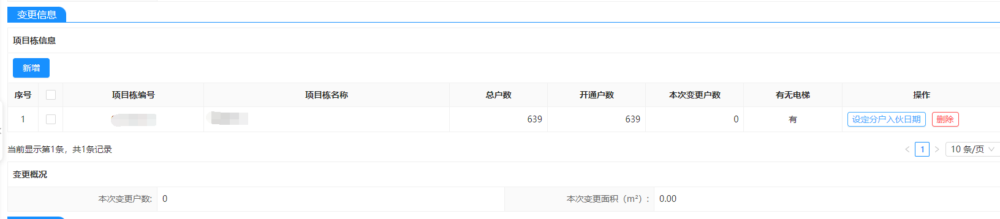 变更信息
项目栋信息
新增
序号 项目栋编号 项目栋名称 总户数 开通户数 本次变更户数 有无电梯 操作
1 639 639 0 有 设定分户入伙日期 删除
当前显示第1条，共1条记录 1 10 条/页
变更概况
本次变更户数: 0 本次变更面积（m²）: 0.00